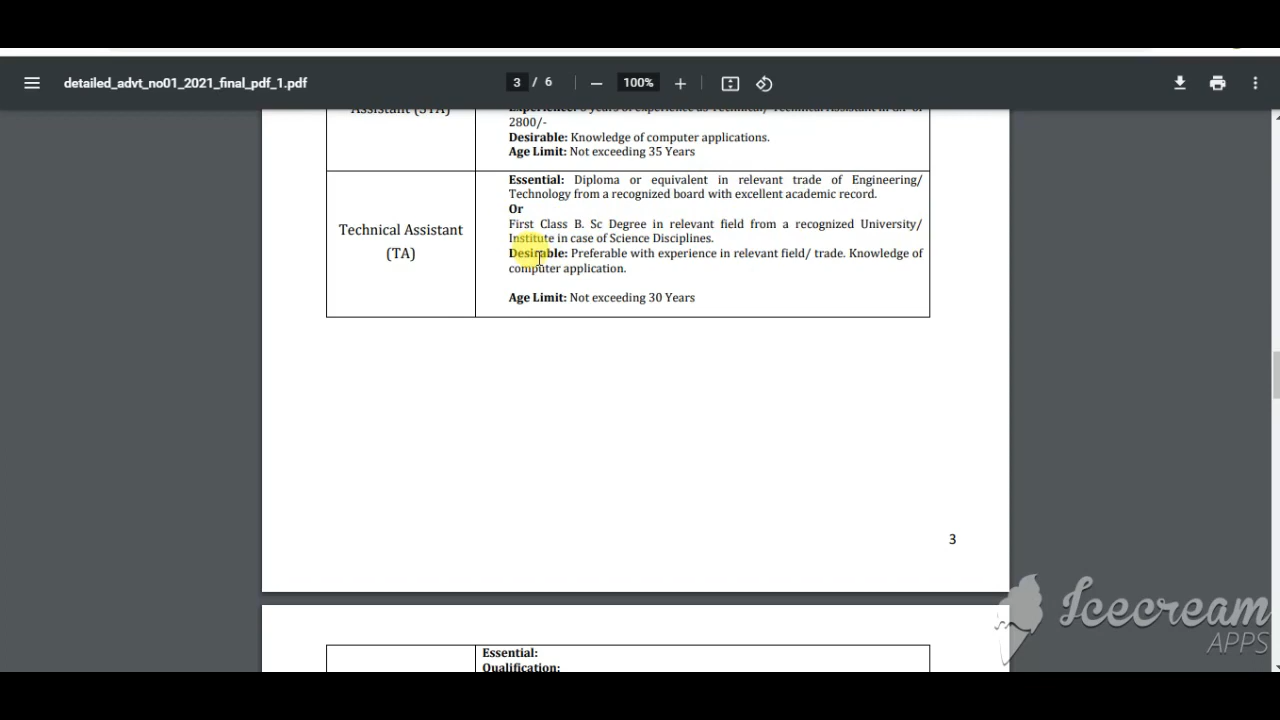 detailed_advt_no01_2021_final_pdf_1.pdf
3 / 6
100%
Assistant (STA)
2800/-
Desirable: Knowledge of computer applications.
Age Limit: Not exceeding 35 Years
Technical Assistant
(TA)
Essential: Diploma or equivalent in relevant trade of Engineering/
Technology from a recognized board with excellent academic record.
Or
First Class B. Sc Degree in relevant field from a recognized University/
Institute in case of Science Disciplines.
Desirable: Preferable with experience in relevant field/ trade. Knowledge of
computer application.
Age Limit: Not exceeding 30 Years
3
Essential:
Qualification:
Icecream
APPS